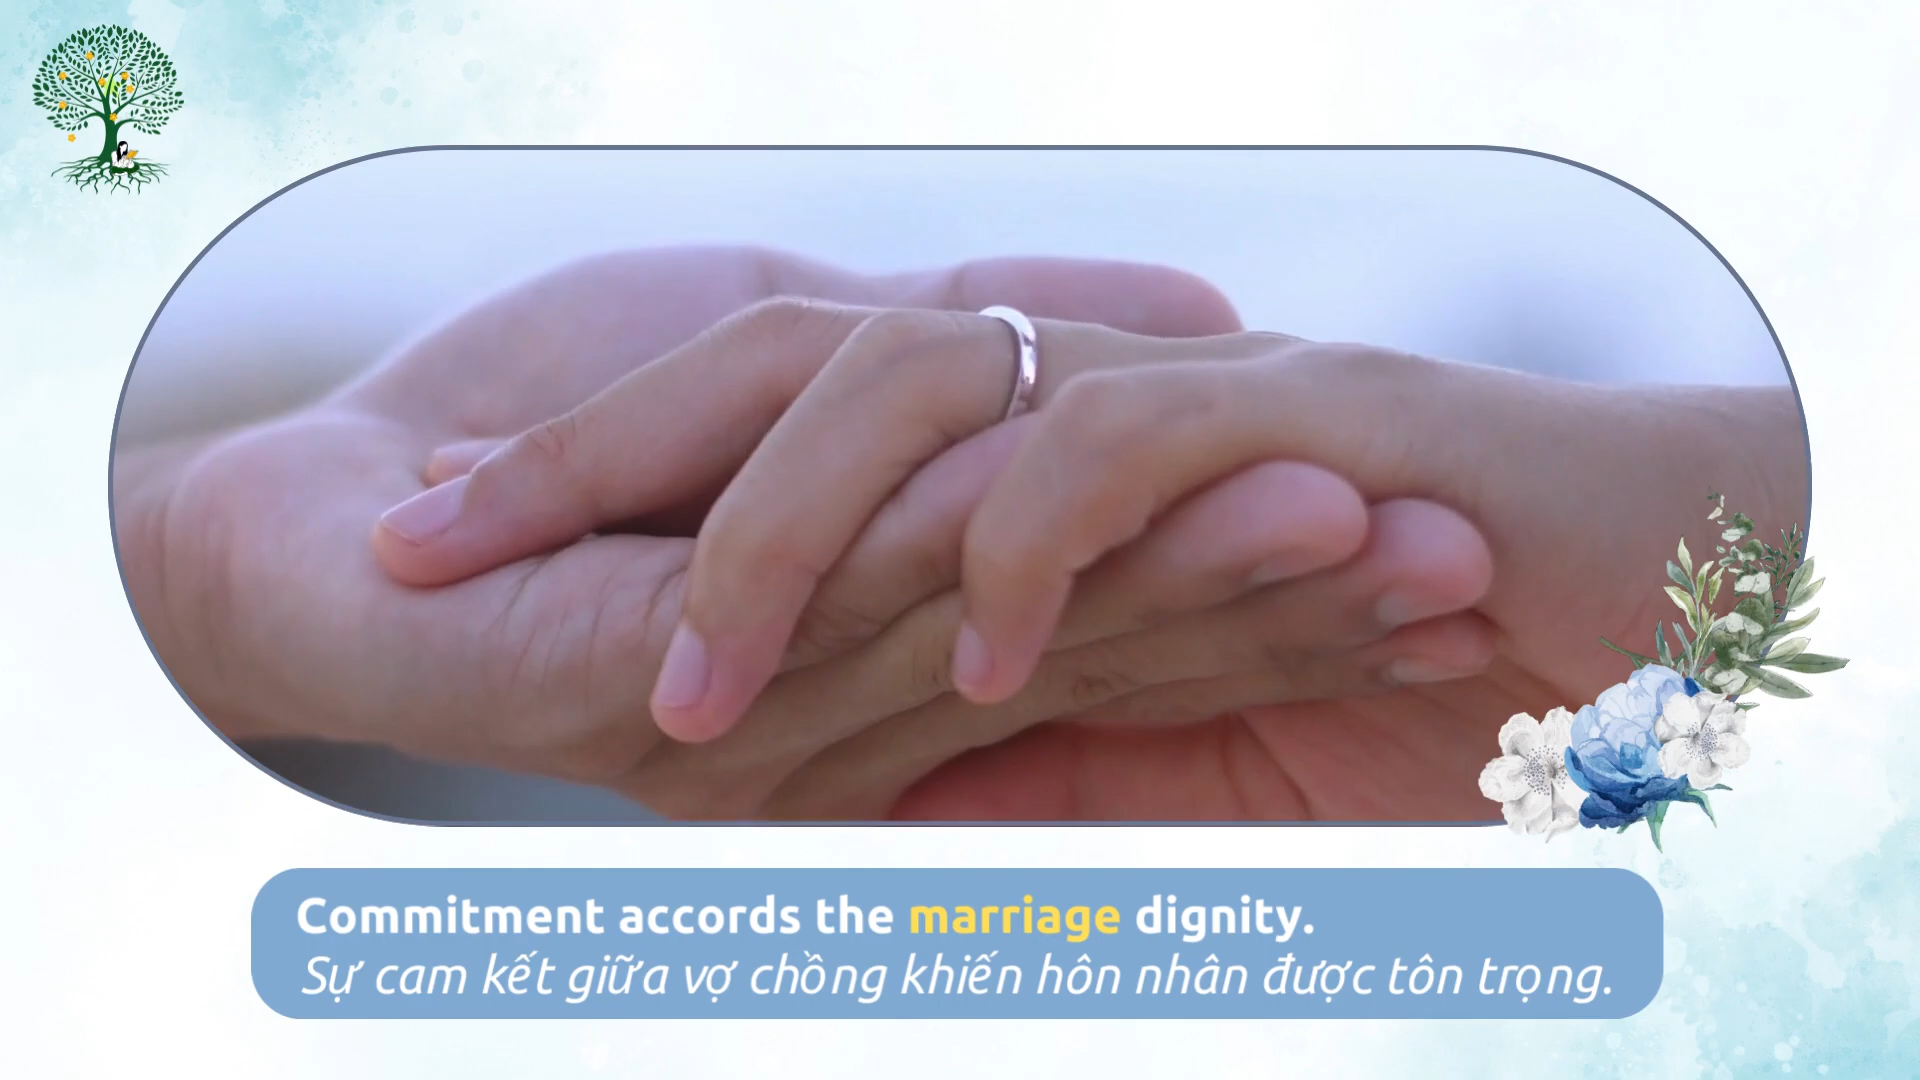 Commitment accords the marriage dignity.
Sự cam kết giữa vợ chồng khiến hôn nhân được tôn trọng.